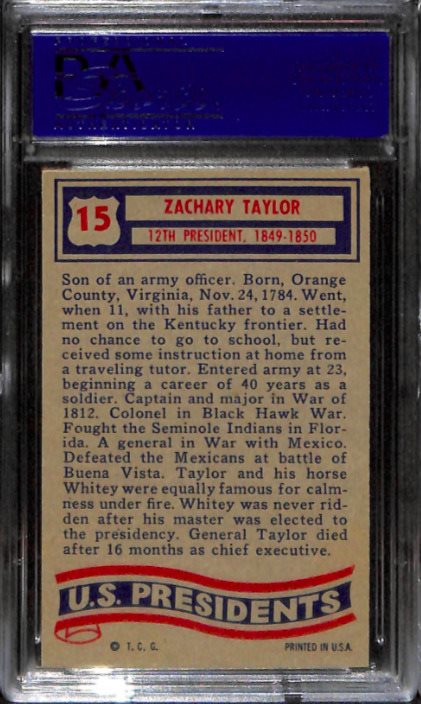 PSA
15
ZACHARY TAYLOR
12TH PRESIDENT, 1849-1850
Son of an army officer. Born, Orange
County, Virginia, Nov. 24, 1784. Went,
when 11, with his father to a settle-
ment on the Kentucky frontier. Had
no chance to go to school, but re-
ceived some instruction at home from
a traveling tutor. Entered army at 23,
beginning a career of 40 years as a
soldier. Captain and major in War of
1812. Colonel in Black Hawk War.
Fought the Seminole Indians in Flor-
ida. A general in War with Mexico.
Defeated the Mexicans at battle of
Buena Vista. Taylor and his horse
Whitey were equally famous for calm-
ness under fire. Whitey was never rid-
den after his master was elected to
the presidency. General Taylor died
after 16 months as chief executive.
U.S. PRESIDENTS
© T. C. G.
PRINTED IN U.S.A.